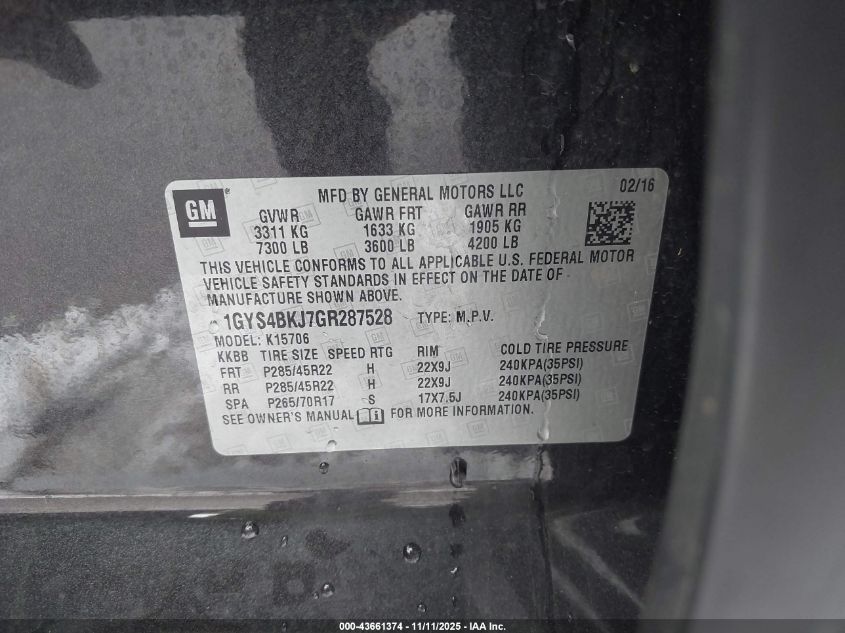 GM®
MFD BY GENERAL MOTORS LLC 02/16
GVWR GAWR FRT GAWR RR
3311 KG 1633 KG 1905 KG
7300 LB 3600 LB 4200 LB
THIS VEHICLE CONFORMS TO ALL APPLICABLE U.S. FEDERAL MOTOR
VEHICLE SAFETY STANDARDS IN EFFECT ON THE DATE OF
MANUFACTURE SHOWN ABOVE.
1GYS4BKJ7GR287528 TYPE: M.P.V.
MODEL: K15706
KKBB TIRE SIZE SPEED RTG RIM COLD TIRE PRESSURE
FRT P285/45R22 H 22X9J 240KPA(35PSI)
RR P285/45R22 H 22X9J 240KPA(35PSI)
SPA P265/70R17 S 17X7.5J 240KPA(35PSI)
SEE OWNER'S MANUAL FOR MORE INFORMATION.
000-43661374 - 11/11/2025 - IAA Inc.